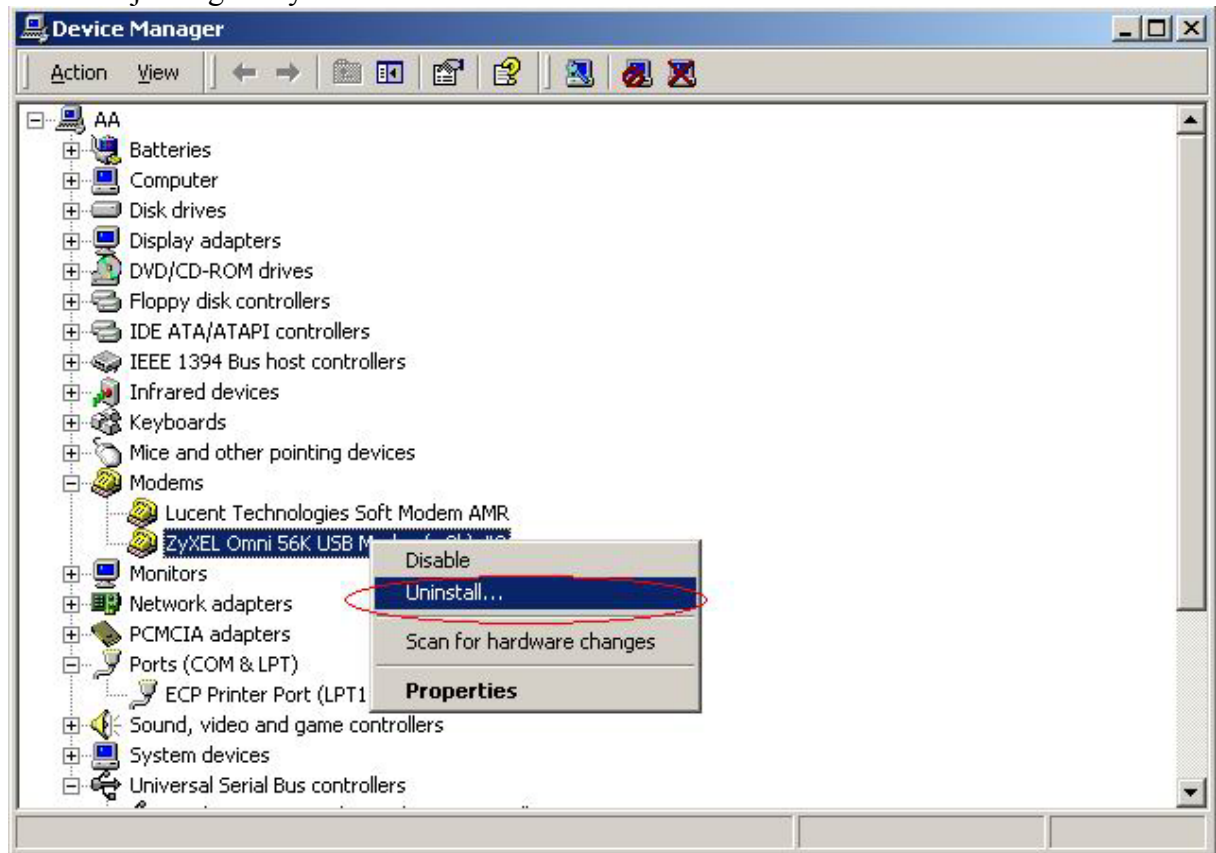 Device Manager
Action View
AA
Batteries
Computer
Disk drives
Display adapters
DVD/CD-ROM drives
Floppy disk controllers
IDE ATA/ATAPI controllers
IEEE 1394 Bus host controllers
Infrared devices
Keyboards
Mice and other pointing devices
Modems
Lucent Technologies Soft Modem AMR
ZyXEL Omni 56K USB
Disable
Monitors
Uninstall...
Network adapters
PCMCIA adapters
Scan for hardware changes
Ports (COM & LPT)
ECP Printer Port (LPT1
Properties
Sound, video and game controllers
System devices
Universal Serial Bus controllers